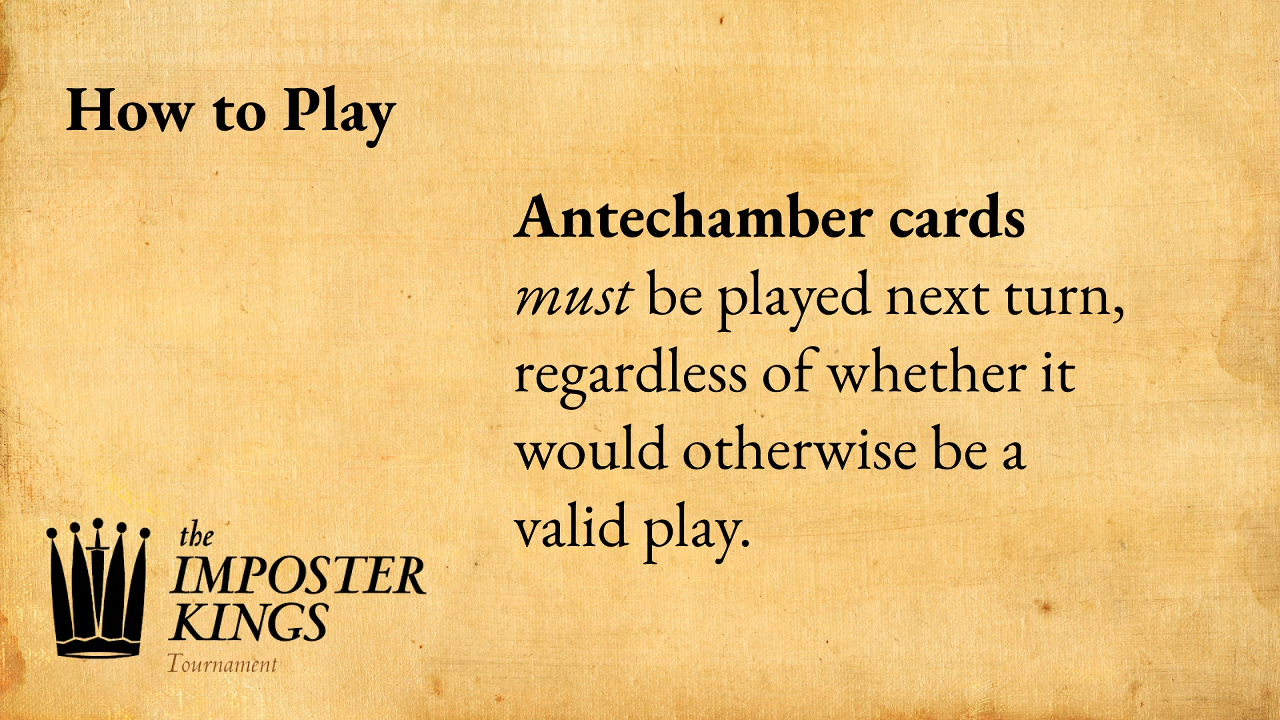 How to Play
Antechamber cards
must be played next turn,
regardless of whether it
would otherwise be a
valid play.
the
IMPOSTER
KINGS
Tournament